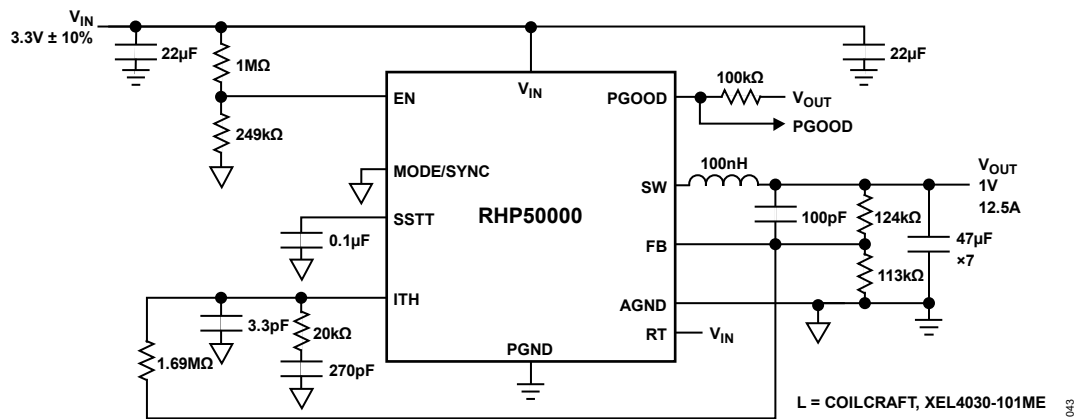 VIN
3.3V ± 10%
22µF
1MΩ
249kΩ
VIN
22µF
100kΩ
VOUT
PGOOD
EN
PGOOD
MODE/SYNC
100nH
VOUT
1V
12.5A
SW
RHP50000
SSTT
0.1µF
100pF
124kΩ
47µF
×7
FB
113kΩ
ITH
AGND
3.3pF
20kΩ
RT
VIN
1.69MΩ
270pF
PGND
L = COILCRAFT, XEL4030-101ME
043